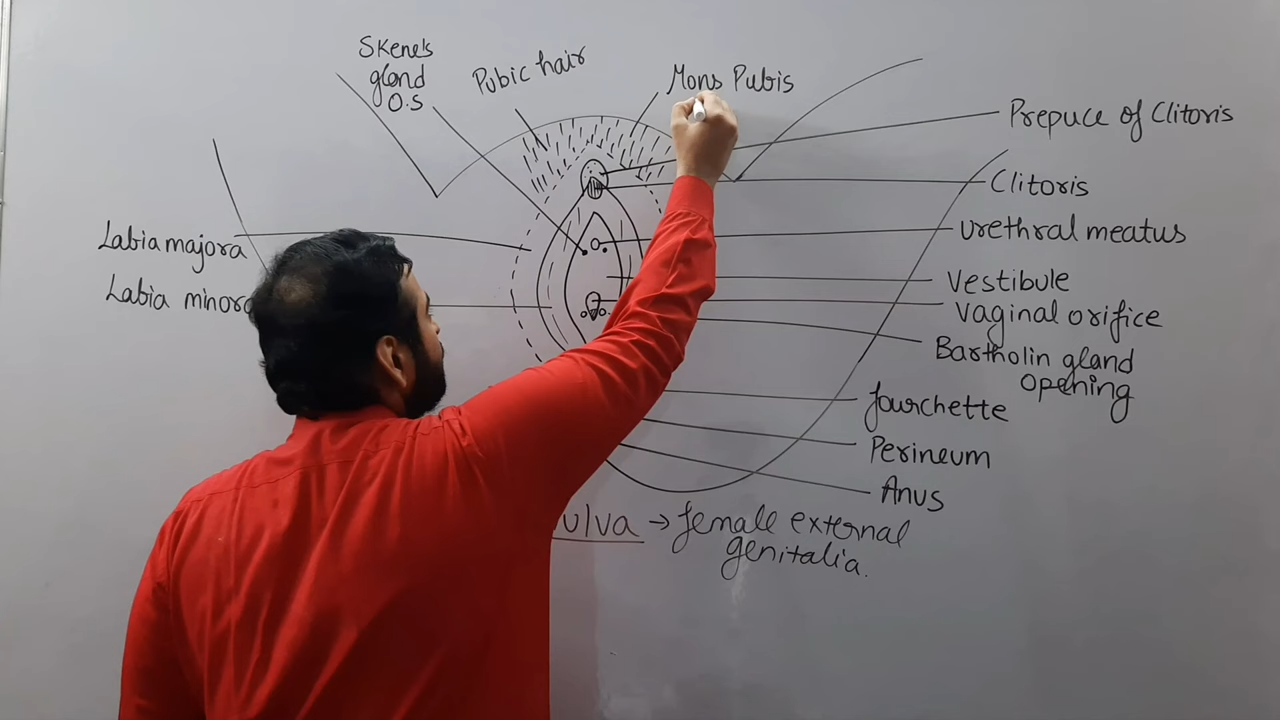 Skene's
gland
O.S
Pubic hair
Mons Pubis
Prepuce of Clitoris
Clitoris
urethral meatus
Vestibule
Vaginal orifice
Bartholin gland
opening
fourchette
Perineum
Anus
Labia majora
Labia minora
Vulva → female external
genitalia.